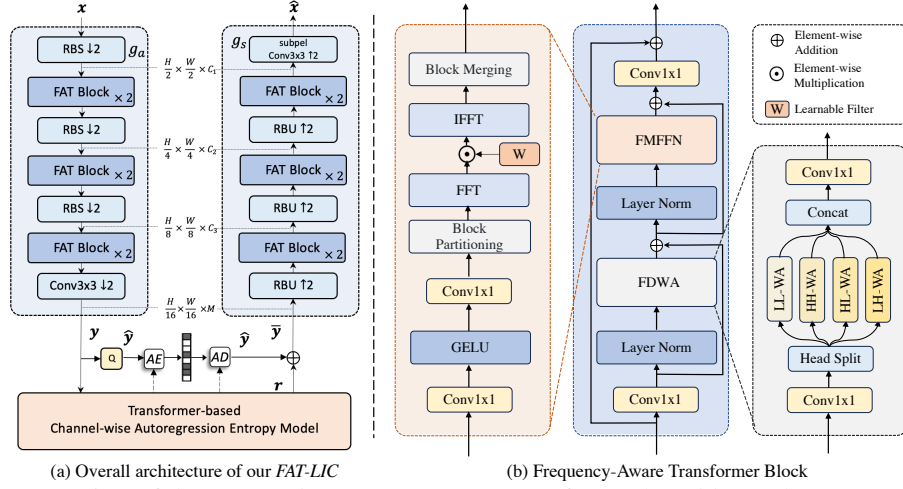 x
RBS ↓2
g_a
FAT Block × 2
RBS ↓2
FAT Block × 2
RBS ↓2
FAT Block × 2
Conv3x3 ↓2
H/2 × W/2 × C₁
H/4 × W/4 × C₂
H/8 × W/8 × C₃
H/16 × W/16 × M
x̂
g_s
subpel
Conv3x3 ↑2
FAT Block × 2
RBU ↑2
FAT Block × 2
RBU ↑2
FAT Block × 2
RBU ↑2
y
Q
ŷ
AE
AD
ŷ
ȳ
r
Transformer-based
Channel-wise Autoregression Entropy Model
(a) Overall architecture of our FAT-LIC
Block Merging
IFFT
W
FFT
Block
Partitioning
Conv1x1
GELU
Conv1x1
Conv1x1
FMFFN
Layer Norm
FDWA
Layer Norm
Conv1x1
Element-wise
Addition
Element-wise
Multiplication
W Learnable Filter
Conv1x1
Concat
LL-WA
HH-WA
HL-WA
LH-WA
Head Split
Conv1x1
(b) Frequency-Aware Transformer Block